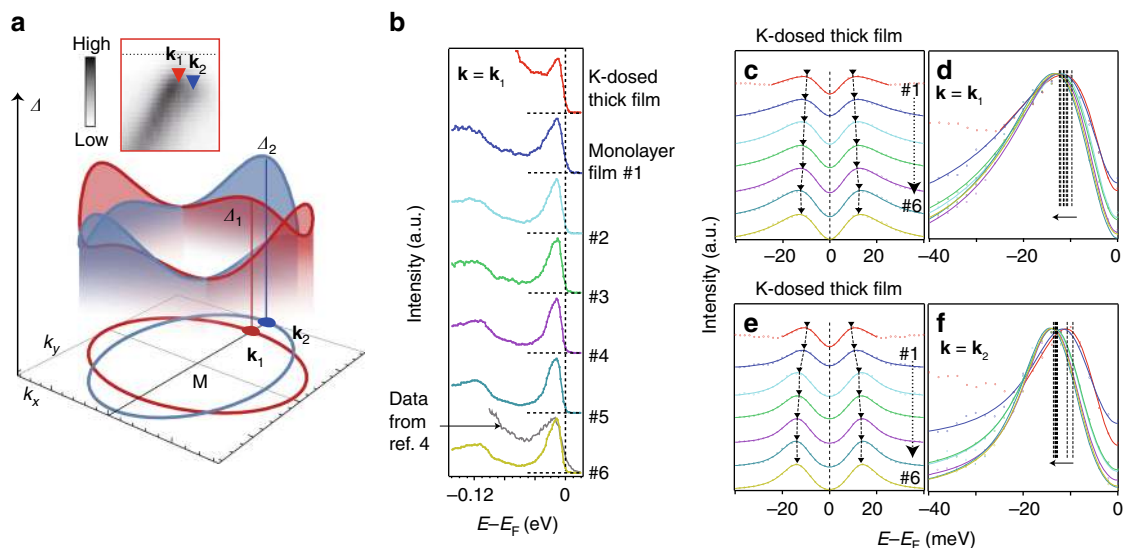 a
High
Low
k1
k2
Δ
Δ2
Δ1
ky
kx
k1
k2
M
b
k = k1
K-dosed
thick film
Monolayer
film #1
#2
#3
#4
#5
#6
Data
from
ref. 4
Intensity (a.u.)
−0.12
0
E–EF (eV)
K-dosed thick film
c
#1
#6
−20
0
20
d
k = k1
−40
−20
0
Intensity (a.u.)
K-dosed thick film
e
#1
#6
−20
0
20
f
k = k2
−40
−20
0
E–EF (meV)